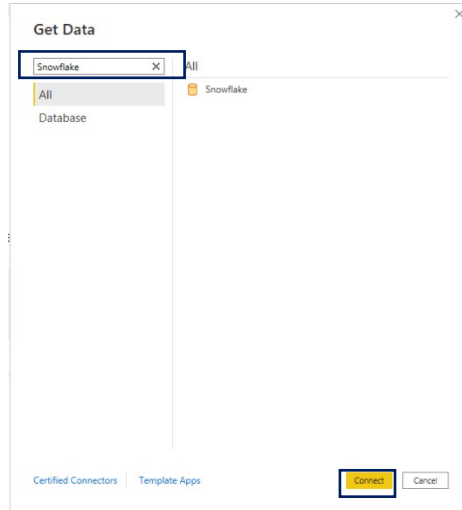 Get Data
Snowflake
All
Database
All
Snowflake
Certified Connectors
Template Apps
Connect
Cancel